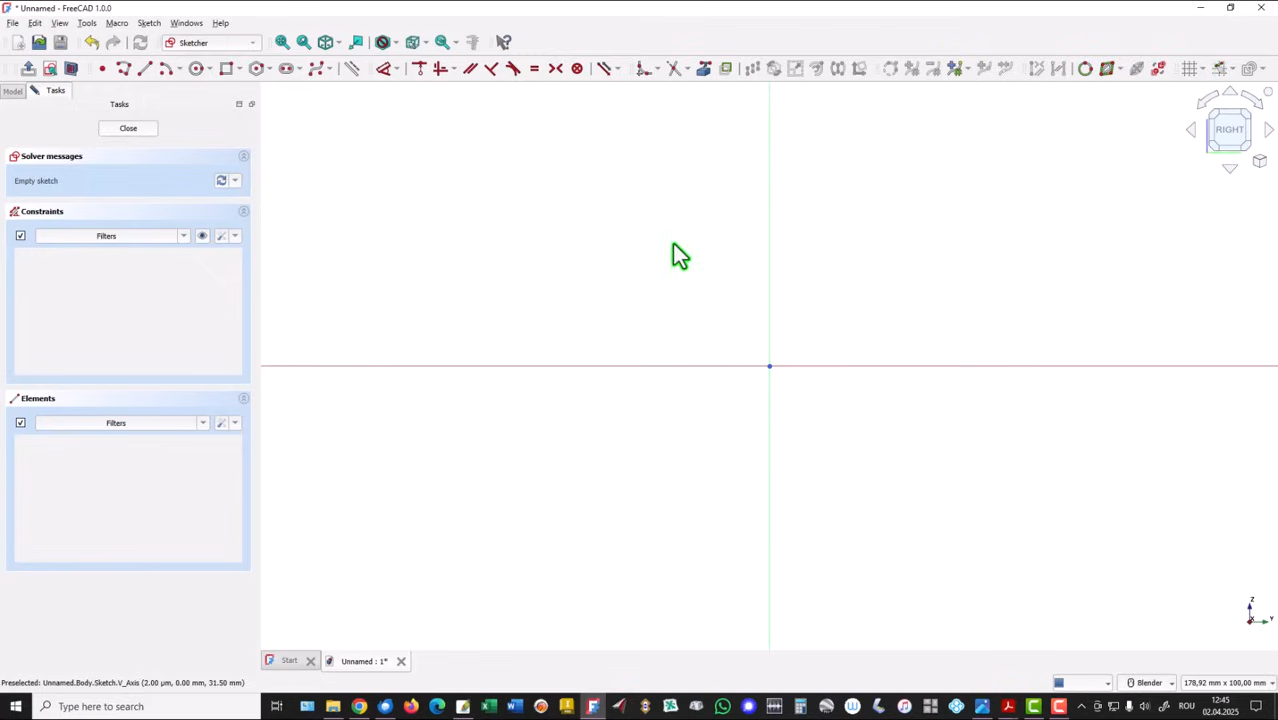 * Unnamed - FreeCAD 1.0.0
File Edit View Tools Macro Sketch Windows Help
Sketcher
Model Tasks
Tasks
RIGHT
Close
Solver messages
Empty sketch
Constraints
Filters
Elements
Filters
Z
Y
X
Start Unnamed : 1*
Preselected: Unnamed.Body.Sketch.V_Axis (2.00 µm, 0.00 mm, 31.50 mm)
Blender 178,92 mm x 100,00 mm
Type here to search
ROU
12:45
02.04.2025